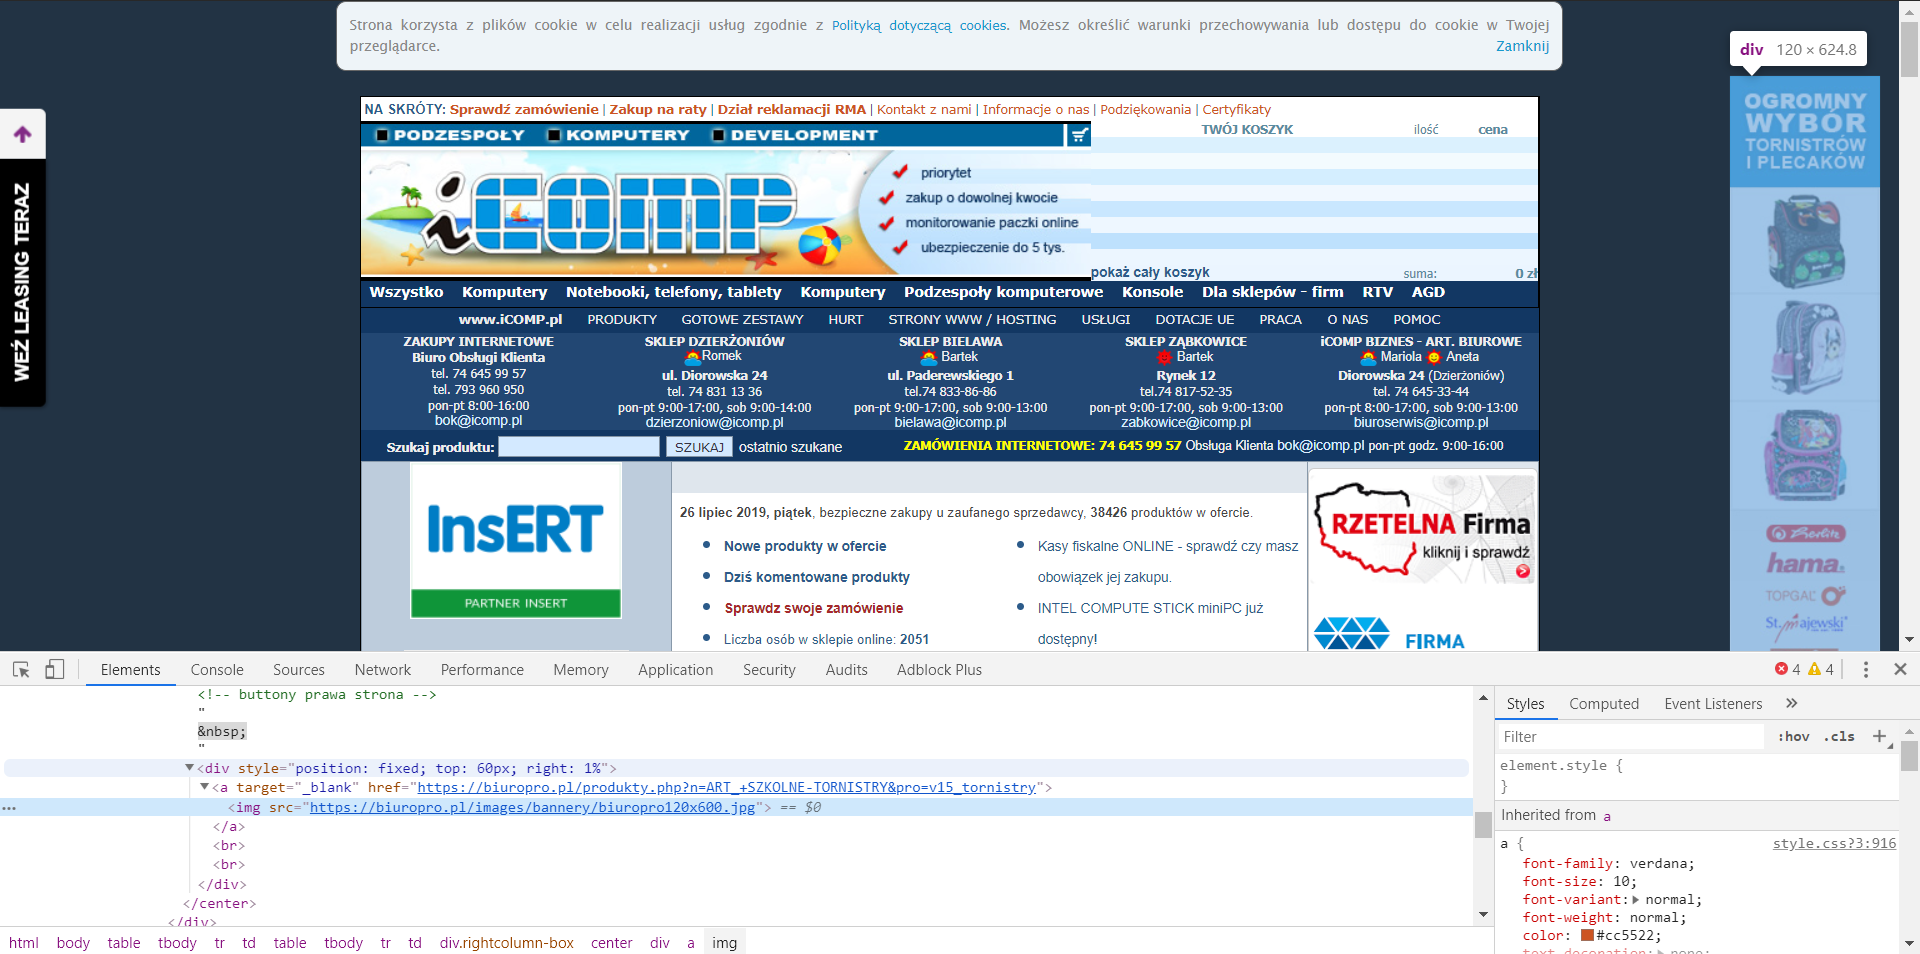 Strona korzysta z plików cookie w celu realizacji usług zgodnie z Polityką dotyczącą cookies. Możesz określić warunki przechowywania lub dostępu do cookie w Twojej
przeglądarce. Zamknij
div 120 × 624.8
NA SKRÓTY: Sprawdź zamówienie | Zakup na raty | Dział reklamacji RMA | Kontakt z nami | Informacje o nas | Podziękowania | Certyfikaty
PODZESPOŁY KOMPUTERY DEVELOPMENT
TWÓJ KOSZYK ilość cena
iCOMP
priorytet
zakup o dowolnej kwocie
monitorowanie paczki online
ubezpieczenie do 5 tys.
pokaż cały koszyk suma: 0 zł
WEŹ LEASING TERAZ
OGROMNY
WYBÓR
TORNISTRÓW
I PLECAKÓW
Wszystko Komputery Notebooki, telefony, tablety Komputery Podzespoły komputerowe Konsole Dla sklepów - firm RTV AGD
www.iCOMP.pl PRODUKTY GOTOWE ZESTAWY HURT STRONY WWW / HOSTING USŁUGI DOTACJE UE PRACA O NAS POMOC
ZAKUPY INTERNETOWE
Biuro Obsługi Klienta
tel. 74 645 99 57
tel. 793 960 950
pon-pt 8:00-16:00
bok@icomp.pl
SKLEP DZIERŻONIÓW
Romek
ul. Diorowska 24
tel. 74 831 13 36
pon-pt 9:00-17:00, sob 9:00-14:00
dzierzoniow@icomp.pl
SKLEP BIELAWA
Bartek
ul. Paderewskiego 1
tel.74 833-86-86
pon-pt 9:00-17:00, sob 9:00-13:00
bielawa@icomp.pl
SKLEP ZĄBKOWICE
Bartek
Rynek 12
tel.74 817-52-35
pon-pt 9:00-17:00, sob 9:00-13:00
zabkowice@icomp.pl
iCOMP BIZNES - ART. BIUROWE
Mariola Aneta
Diorowska 24 (Dzierżoniów)
tel. 74 645-33-44
pon-pt 8:00-17:00, sob 9:00-13:00
biuroserwis@icomp.pl
Szukaj produktu: SZUKAJ ostatnio szukane ZAMÓWIENIA INTERNETOWE: 74 645 99 57 Obsługa Klienta bok@icomp.pl pon-pt godz. 9:00-16:00
InsERT
PARTNER INSERT
26 lipiec 2019, piątek, bezpieczne zakupy u zaufanego sprzedawcy, 38426 produktów w ofercie.
Nowe produkty w ofercie
Dziś komentowane produkty
Sprawdz swoje zamówienie
Liczba osób w sklepie online: 2051
Kasy fiskalne ONLINE - sprawdź czy masz
obowiązek jej zakupu.
INTEL COMPUTE STICK miniPC już
dostępny!
RZETELNA Firma
kliknij i sprawdź
FIRMA
Herlitz
hama
TOPGAL
St.Majewski
Elements Console Sources Network Performance Memory Application Security Audits Adblock Plus 4 4
<!-- buttony prawa strona -->
"
&nbsp;
"
<div style="position: fixed; top: 60px; right: 1%">
<a target="_blank" href="https://biuropro.pl/produkty.php?n=ART_+SZKOLNE-TORNISTRY&pro=v15_tornistry">
... <img src="https://biuropro.pl/images/bannery/biuropro120x600.jpg"> == $0
</a>
<br>
<br>
</div>
</center>
</div>
html body table tbody tr td table tbody tr td div.rightcolumn-box center div a img
Styles Computed Event Listeners »
Filter :hov .cls +
element.style {
}
Inherited from a
a { style.css?3:916
font-family: verdana;
font-size: 10;
font-variant: normal;
font-weight: normal;
color: #cc5522;
text-decoration: none;